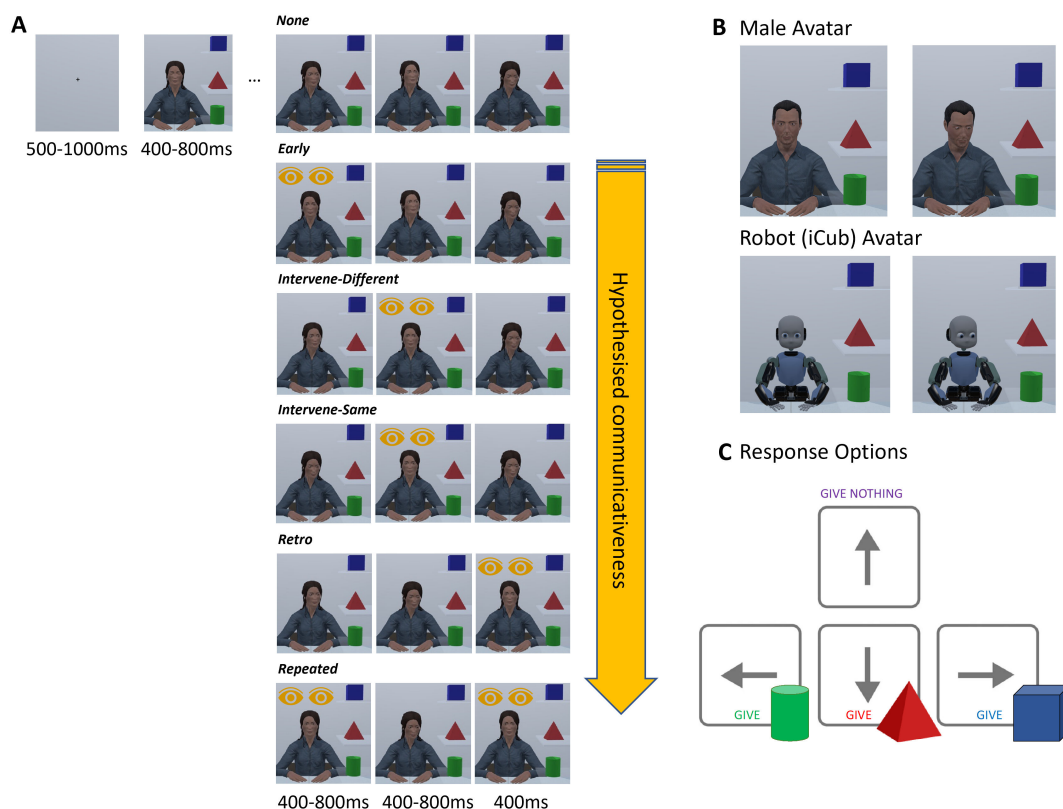 A
500-1000ms
400-800ms
...
None
Early
Intervene-Different
Intervene-Same
Retro
Repeated
400-800ms
400-800ms
400ms
Hypothesised communicativeness
B Male Avatar
Robot (iCub) Avatar
C Response Options
GIVE NOTHING
GIVE
GIVE
GIVE